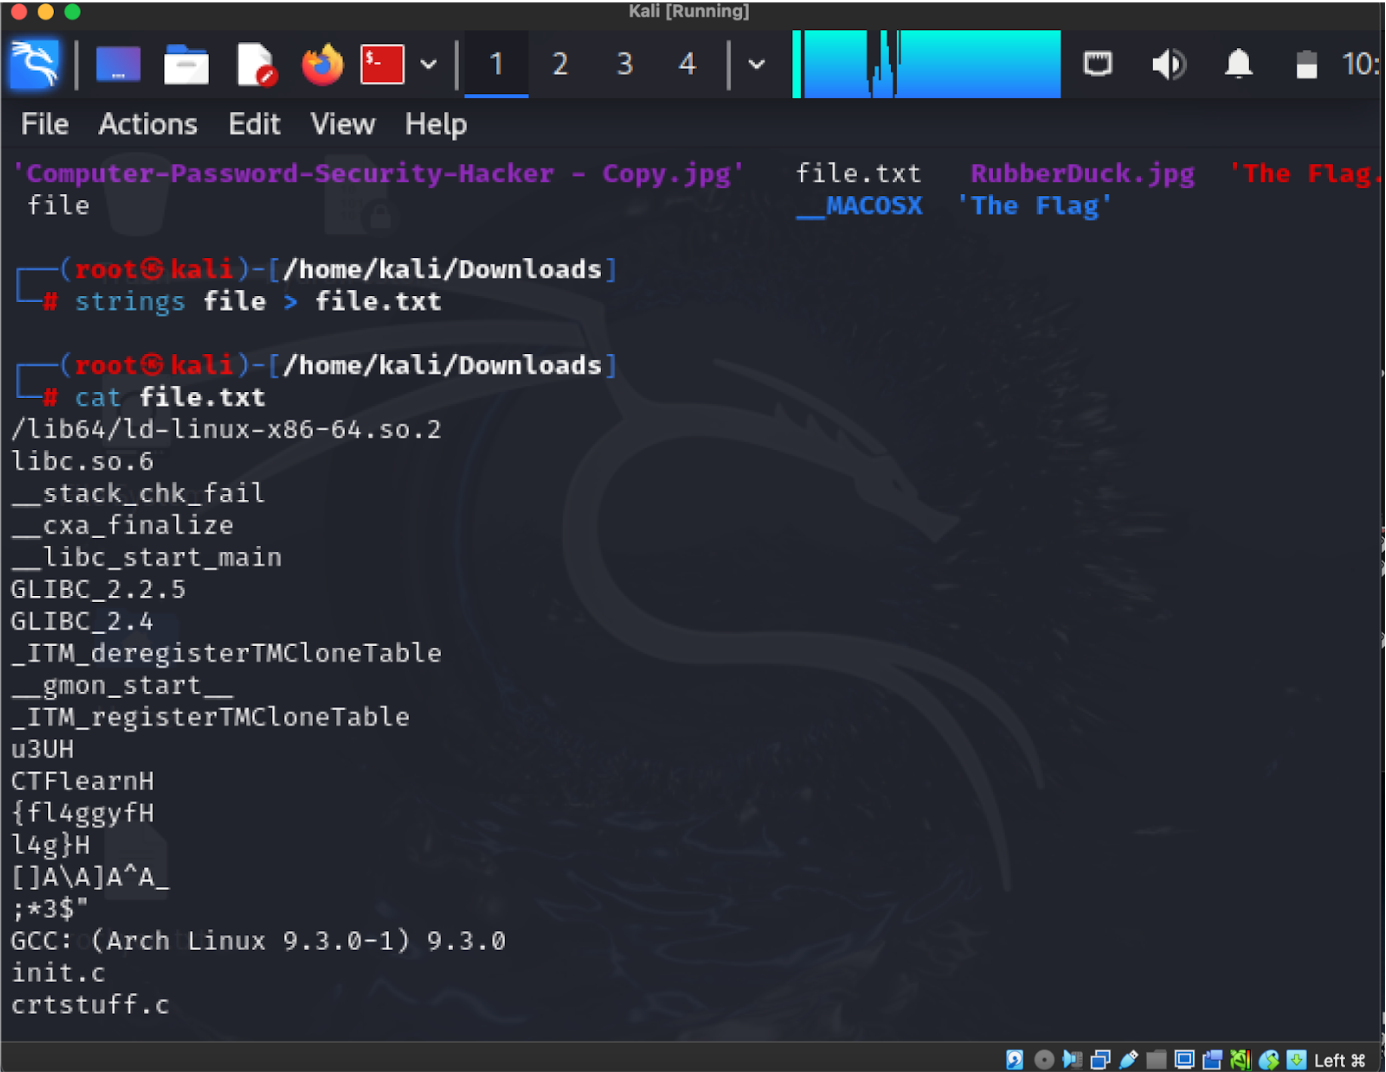 Kali [Running]
1 2 3 4 10:
File Actions Edit View Help
'Computer-Password-Security-Hacker - Copy.jpg' file.txt RubberDuck.jpg 'The Flag.
file __MACOSX 'The Flag'
┌──(root㉿kali)-[/home/kali/Downloads]
└─# strings file > file.txt
┌──(root㉿kali)-[/home/kali/Downloads]
└─# cat file.txt
/lib64/ld-linux-x86-64.so.2
libc.so.6
__stack_chk_fail
__cxa_finalize
__libc_start_main
GLIBC_2.2.5
GLIBC_2.4
_ITM_deregisterTMCloneTable
__gmon_start__
_ITM_registerTMCloneTable
u3UH
CTFlearnH
{fl4ggyfH
l4g}H
[]A\A]A^A_
;*3$"
GCC: (Arch Linux 9.3.0-1) 9.3.0
init.c
crtstuff.c
Left ⌘